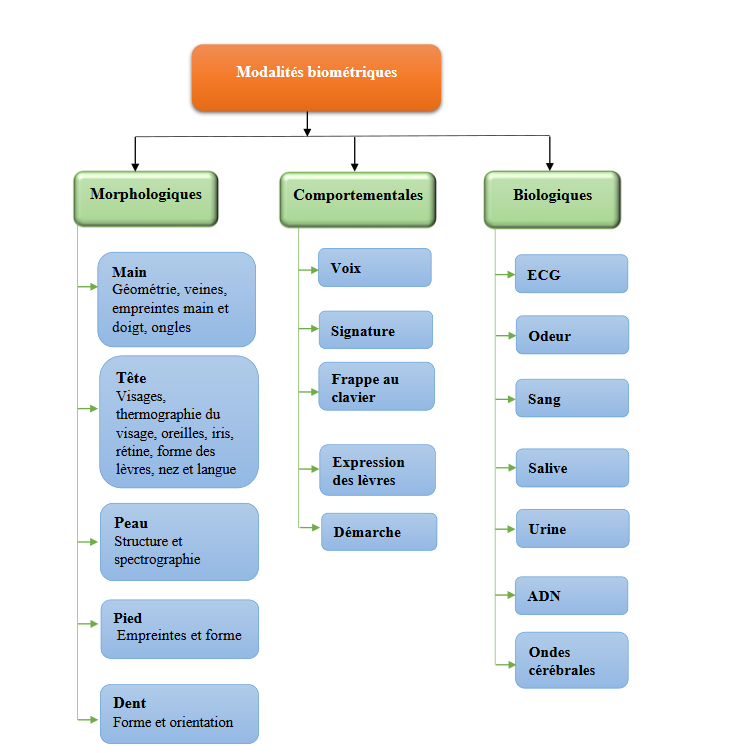 Modalités biométriques
Morphologiques
Main
Géométrie, veines,
empreintes main et
doigt, ongles
Tête
Visages,
thermographie du
visage, oreilles, iris,
rétine, forme des
lèvres, nez et langue
Peau
Structure et
spectrographie
Pied
Empreintes et forme
Dent
Forme et orientation
Comportementales
Voix
Signature
Frappe au
clavier
Expression
des lèvres
Démarche
Biologiques
ECG
Odeur
Sang
Salive
Urine
ADN
Ondes
cérébrales